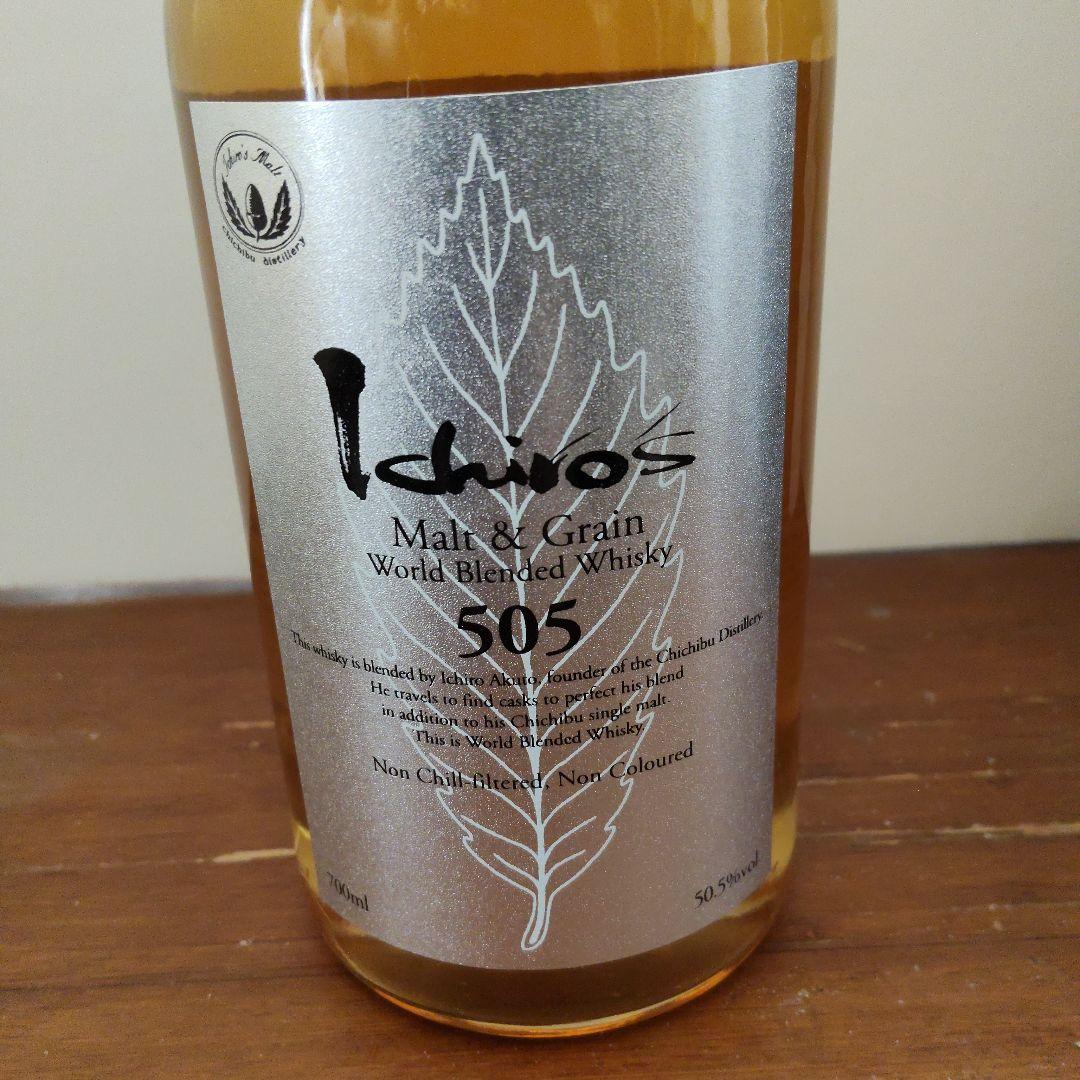 Ichiro's Malt
chichibu distillery
Ichiro's
Malt & Grain
World Blended Whisky
505
This whisky is blended by Ichiro Akuto, founder of the Chichibu Distillery.
He travels to find casks to perfect his blend
in addition to his Chichibu single malt.
This is World Blended Whisky.
Non Chill-filtered, Non Coloured
700ml
50.5%vol